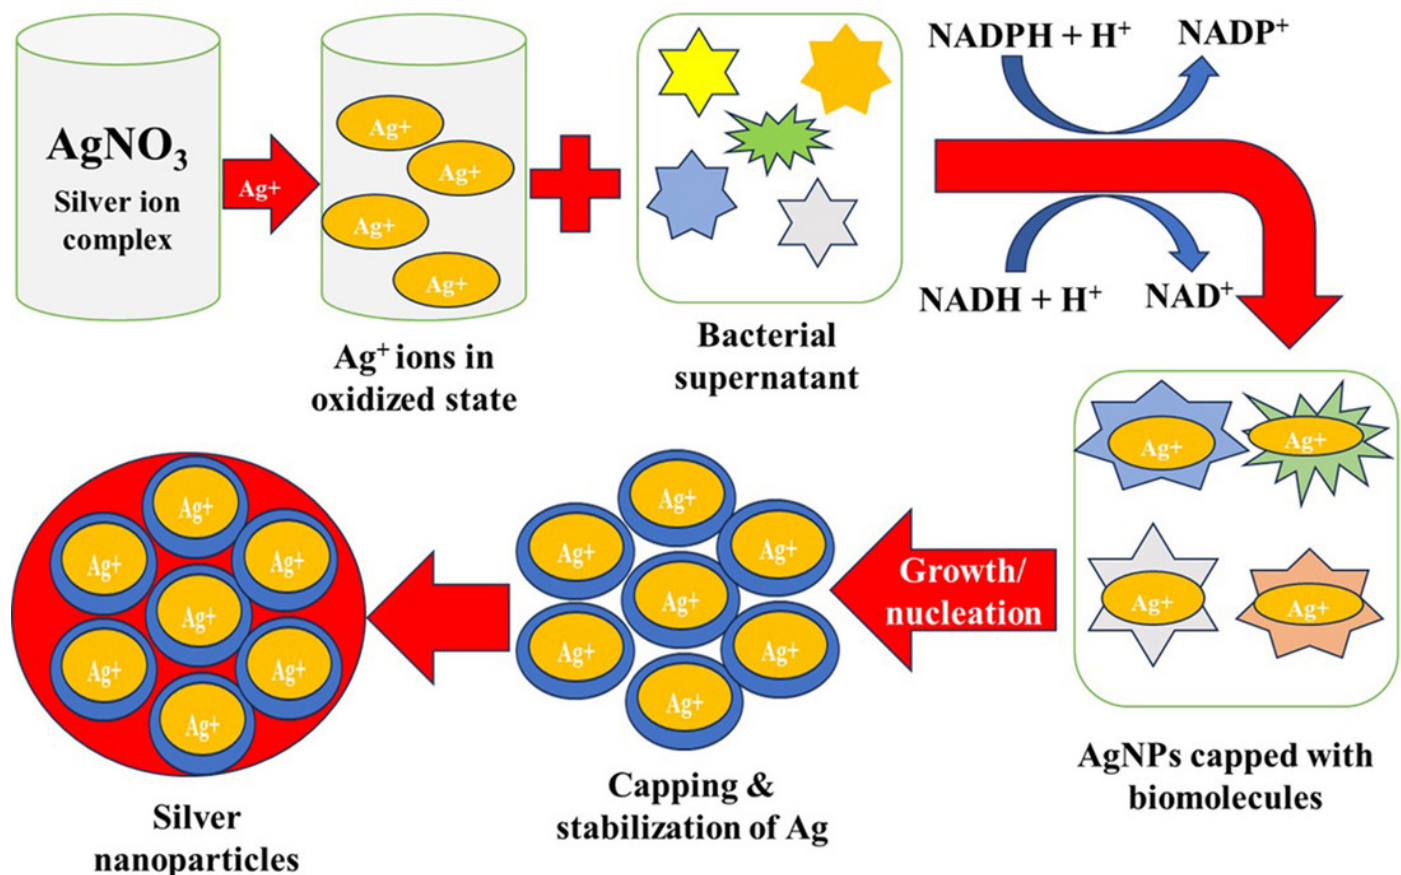 AgNO₃
Silver ion
complex
Ag+
Ag+
Ag+
Ag+
Ag+
Ag⁺ ions in
oxidized state
Bacterial
supernatant
NADPH + H⁺
NADP⁺
NADH + H⁺
NAD⁺
Ag+
Ag+
Ag+
Ag+
AgNPs capped with
biomolecules
Growth/
nucleation
Ag+
Ag+
Ag+
Ag+
Ag+
Ag+
Ag+
Capping &
stabilization of Ag
Ag+
Ag+
Ag+
Ag+
Ag+
Ag+
Ag+
Silver
nanoparticles